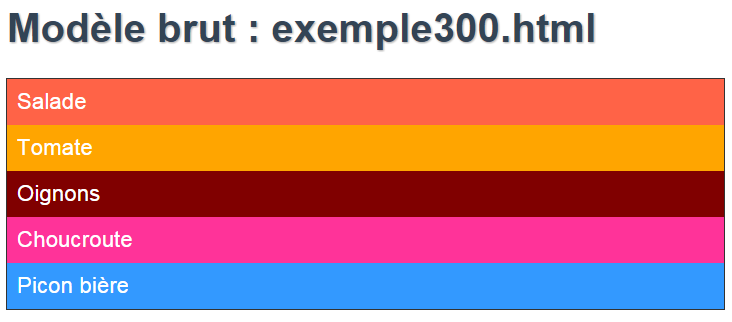 Modèle brut : exemple300.html
Salade
Tomate
Oignons
Choucroute
Picon bière